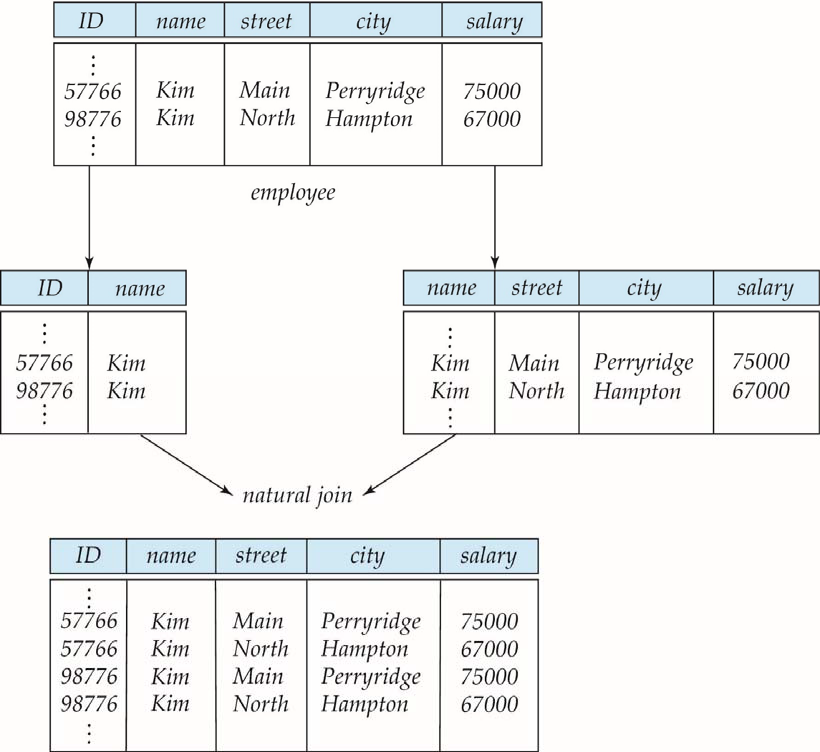 ID name street city salary
⋮
57766 Kim Main Perryridge 75000
98776 Kim North Hampton 67000
⋮
employee
ID name
⋮
57766 Kim
98776 Kim
⋮
name street city salary
⋮
Kim Main Perryridge 75000
Kim North Hampton 67000
⋮
natural join
ID name street city salary
⋮
57766 Kim Main Perryridge 75000
57766 Kim North Hampton 67000
98776 Kim Main Perryridge 75000
98776 Kim North Hampton 67000
⋮